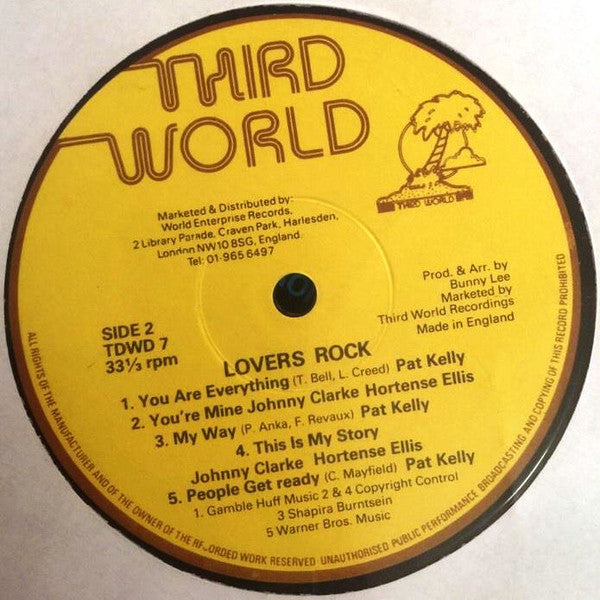 THIRD
WORLD
THIRD WORLD
Marketed & Distributed by:
World Enterprise Records.
2 Library Parade, Craven Park, Harlesden,
London NW10 8SG, England.
Tel: 01-965 6497
Prod. & Arr. by
Bunny Lee
Marketed by
Third World Recordings
Made in England
SIDE 2
TDWD 7
33⅓ rpm
LOVERS ROCK
1. You Are Everything (T. Bell, L. Creed) Pat Kelly
2. You're Mine Johnny Clarke Hortense Ellis
3. My Way (P. Anka, F. Revaux) Pat Kelly
4. This Is My Story
Johnny Clarke Hortense Ellis
5. People Get ready (C. Mayfield) Pat Kelly
1. Gamble Huff Music 2 & 4 Copyright Control
3 Shapira Burntsein
5 Warner Bros. Music
ALL RIGHTS OF THE MANUFACTURER AND OF THE OWNER OF THE RECORDED WORK RESERVED UNAUTHORISED PUBLIC PERFORMANCE BROADCASTING AND COPYING OF THIS RECORD PROHIBITED